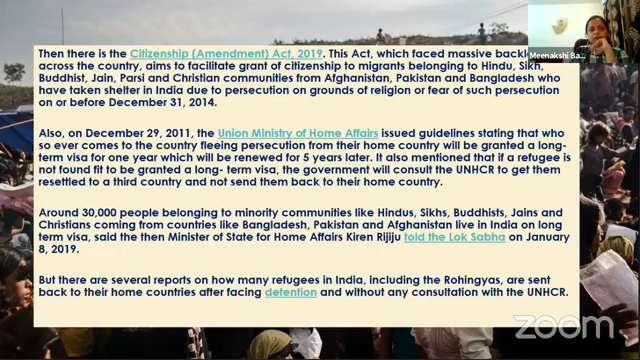 Then there is the Citizenship (Amendment) Act, 2019. This Act, which faced massive
across the country, aims to facilitate grant of citizenship to migrants belonging to Hindu, Sikh,
Buddhist, Jain, Parsi and Christian communities from Afghanistan, Pakistan and Bangladesh who
have taken shelter in India due to persecution on grounds of religion or fear of such persecution
on or before December 31, 2014.
Also, on December 29, 2011, the Union Ministry of Home Affairs issued guidelines stating that who
so ever comes to the country fleeing persecution from their home country will be granted a long-
term visa for one year which will be renewed for 5 years later. It also mentioned that if a refugee is
not found fit to be granted a long- term visa, the government will consult the UNHCR to get them
resettled to a third country and not send them back to their home country.
Around 30,000 people belonging to minority communities like Hindus, Sikhs, Buddhists, Jains and
Christians coming from countries like Bangladesh, Pakistan and Afghanistan live in India on long
term visa, said the then Minister of State for Home Affairs Kiren Rijiju told the Lok Sabha on January
8, 2019.
But there are several reports on how many refugees in India, including the Rohingyas, are sent
back to their home countries after facing detention and without any consultation with the UNHCR.
Meenakshi Ba...
zoom